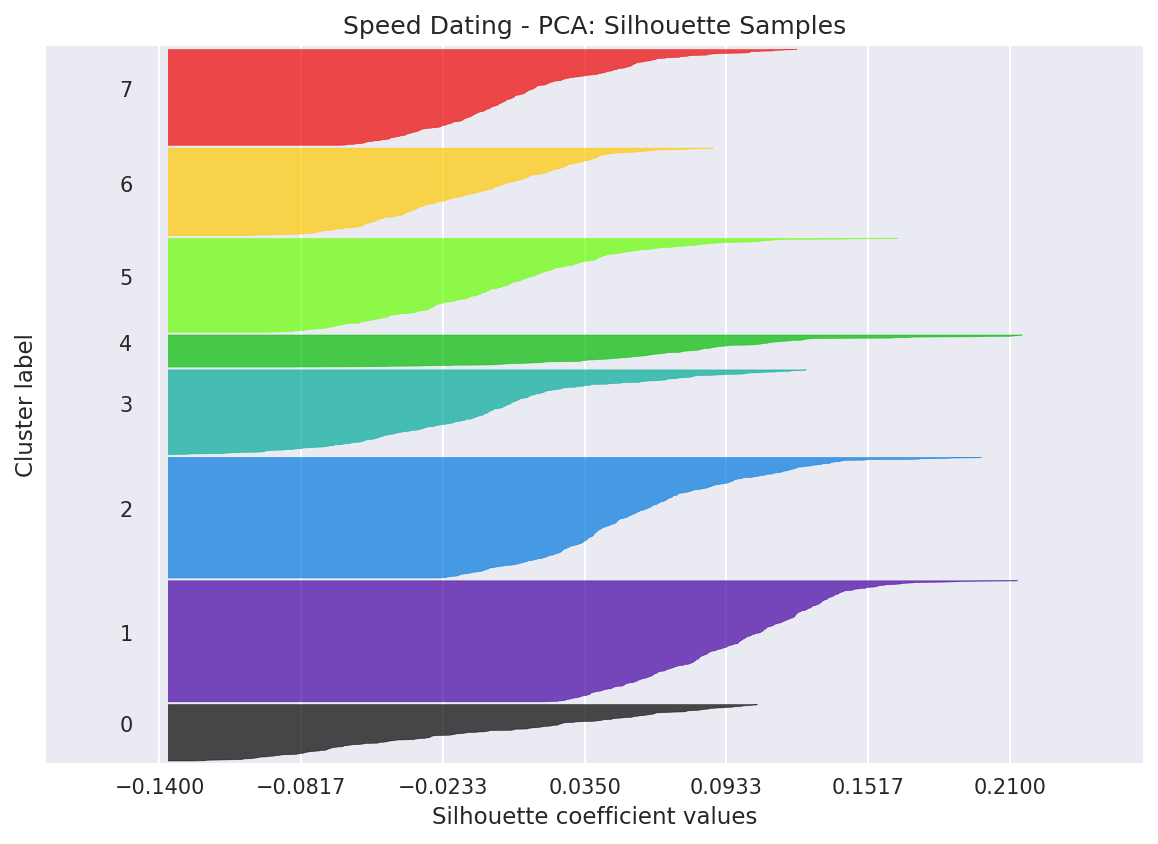 Speed Dating - PCA: Silhouette Samples
7
6
5
4
3
2
1
0
Cluster label
−0.1400 −0.0817 −0.0233 0.0350 0.0933 0.1517 0.2100
Silhouette coefficient values